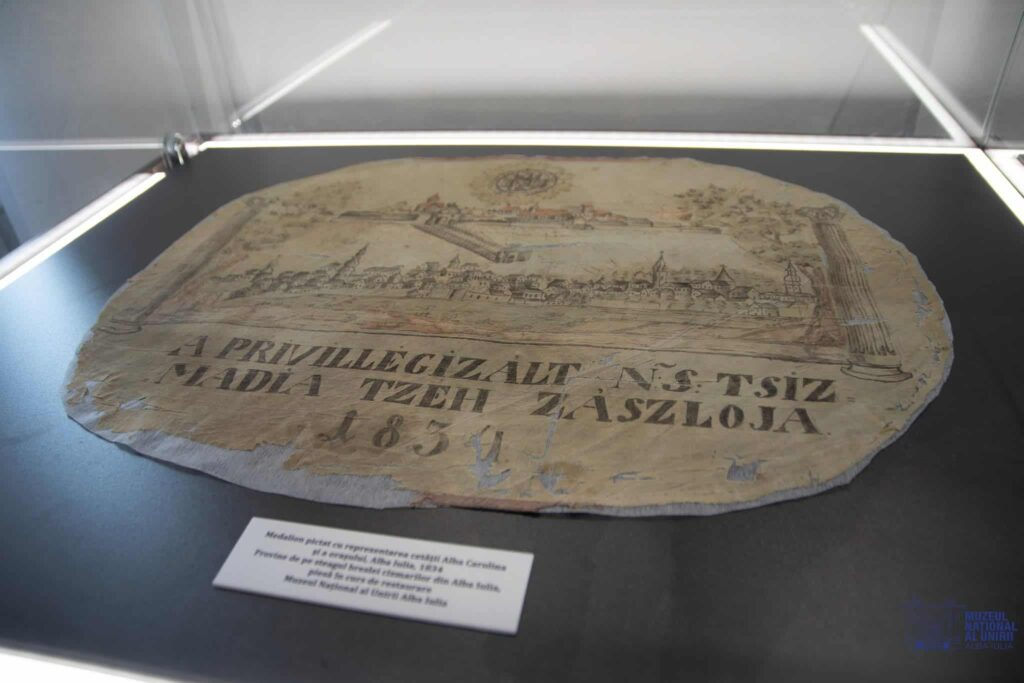 A PRIVILLEGIZALT N͠S. TSIZ
MADIA TZEH ZÁSZLOJA.
1834
Medalion pictat cu reprezentarea cetății Alba Carolina
și a orașului, Alba Iulia, 1834
Provine de pe steagul breslei cizmarilor din Alba Iulia,
piesă în curs de restaurare
Muzeul Național al Unirii Alba Iulia
MUZEUL
NAȚIONAL
AL UNIRII
ALBA IULIA